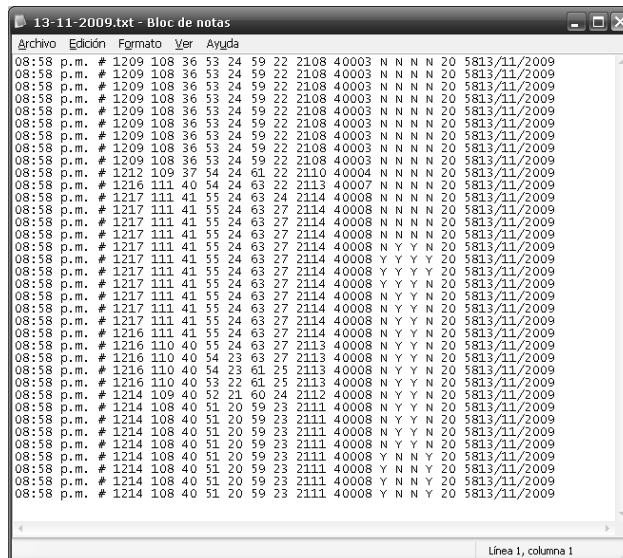 13-11-2009.txt - Bloc de notas
Archivo Edición Formato Ver Ayuda
08:58 p.m. # 1209 108 36 53 24 59 22 2108 40003 N N N N 20 5813/11/2009
08:58 p.m. # 1209 108 36 53 24 59 22 2108 40003 N N N N 20 5813/11/2009
08:58 p.m. # 1209 108 36 53 24 59 22 2108 40003 N N N N 20 5813/11/2009
08:58 p.m. # 1209 108 36 53 24 59 22 2108 40003 N N N N 20 5813/11/2009
08:58 p.m. # 1209 108 36 53 24 59 22 2108 40003 N N N N 20 5813/11/2009
08:58 p.m. # 1209 108 36 53 24 59 22 2108 40003 N N N N 20 5813/11/2009
08:58 p.m. # 1209 108 36 53 24 59 22 2108 40003 N N N N 20 5813/11/2009
08:58 p.m. # 1209 108 36 53 24 59 22 2108 40003 N N N N 20 5813/11/2009
08:58 p.m. # 1209 108 36 53 24 59 22 2108 40003 N N N N 20 5813/11/2009
08:58 p.m. # 1212 109 37 54 24 61 22 2110 40004 N N N N 20 5813/11/2009
08:58 p.m. # 1216 111 40 54 24 63 22 2113 40007 N N N N 20 5813/11/2009
08:58 p.m. # 1217 111 41 55 24 63 24 2114 40008 N N N N 20 5813/11/2009
08:58 p.m. # 1217 111 41 55 24 63 27 2114 40008 N N N N 20 5813/11/2009
08:58 p.m. # 1217 111 41 55 24 63 27 2114 40008 N N N N 20 5813/11/2009
08:58 p.m. # 1217 111 41 55 24 63 27 2114 40008 N N N N 20 5813/11/2009
08:58 p.m. # 1217 111 41 55 24 63 27 2114 40008 N Y Y N 20 5813/11/2009
08:58 p.m. # 1217 111 41 55 24 63 27 2114 40008 Y Y Y Y 20 5813/11/2009
08:58 p.m. # 1217 111 41 55 24 63 27 2114 40008 Y Y Y Y 20 5813/11/2009
08:58 p.m. # 1217 111 41 55 24 63 27 2114 40008 Y Y Y N 20 5813/11/2009
08:58 p.m. # 1217 111 41 55 24 63 27 2114 40008 N Y Y N 20 5813/11/2009
08:58 p.m. # 1217 111 41 55 24 63 27 2114 40008 N Y Y N 20 5813/11/2009
08:58 p.m. # 1217 111 41 55 24 63 27 2114 40008 N Y Y N 20 5813/11/2009
08:58 p.m. # 1216 111 41 55 24 63 27 2114 40008 N Y Y N 20 5813/11/2009
08:58 p.m. # 1216 110 40 55 24 63 27 2113 40008 N Y Y N 20 5813/11/2009
08:58 p.m. # 1216 110 40 54 23 63 27 2113 40008 N Y Y N 20 5813/11/2009
08:58 p.m. # 1216 110 40 54 23 61 25 2113 40008 N Y Y N 20 5813/11/2009
08:58 p.m. # 1216 110 40 53 22 61 25 2113 40008 N Y Y N 20 5813/11/2009
08:58 p.m. # 1214 109 40 52 21 60 24 2112 40008 N Y Y N 20 5813/11/2009
08:58 p.m. # 1214 108 40 51 20 59 23 2111 40008 N Y Y N 20 5813/11/2009
08:58 p.m. # 1214 108 40 51 20 59 23 2111 40008 N Y Y N 20 5813/11/2009
08:58 p.m. # 1214 108 40 51 20 59 23 2111 40008 N Y Y N 20 5813/11/2009
08:58 p.m. # 1214 108 40 51 20 59 23 2111 40008 N Y Y N 20 5813/11/2009
08:58 p.m. # 1214 108 40 51 20 59 23 2111 40008 Y N N Y 20 5813/11/2009
08:58 p.m. # 1214 108 40 51 20 59 23 2111 40008 Y N N Y 20 5813/11/2009
08:58 p.m. # 1214 108 40 51 20 59 23 2111 40008 Y N N Y 20 5813/11/2009
08:58 p.m. # 1214 108 40 51 20 59 23 2111 40008 Y N N Y 20 5813/11/2009
Línea 1, columna 1